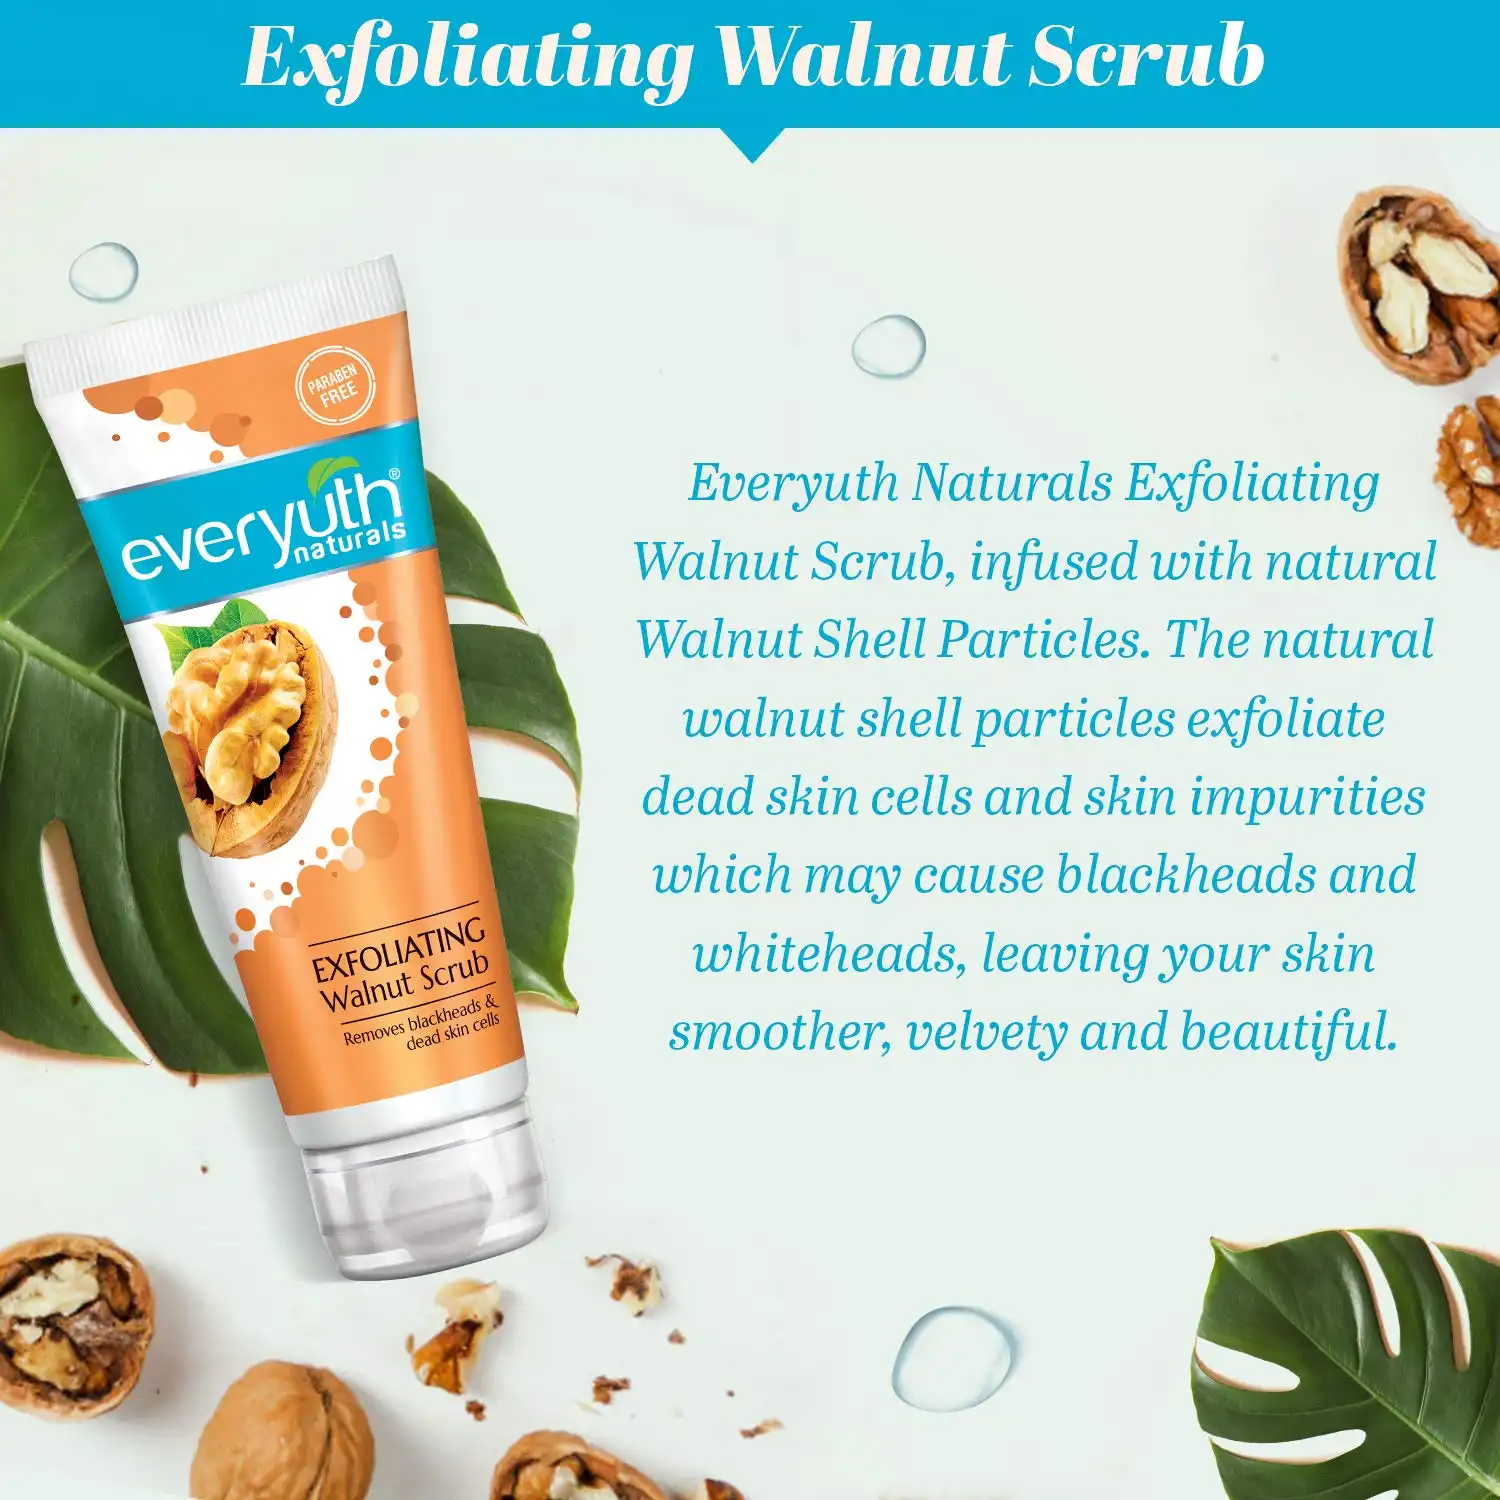 Exfoliating Walnut Scrub
PARABEN
FREE
everyuth®
naturals
EXFOLIATING
Walnut Scrub
Removes blackheads &
dead skin cells
Everyuth Naturals Exfoliating
Walnut Scrub, infused with natural
Walnut Shell Particles. The natural
walnut shell particles exfoliate
dead skin cells and skin impurities
which may cause blackheads and
whiteheads, leaving your skin
smoother, velvety and beautiful.